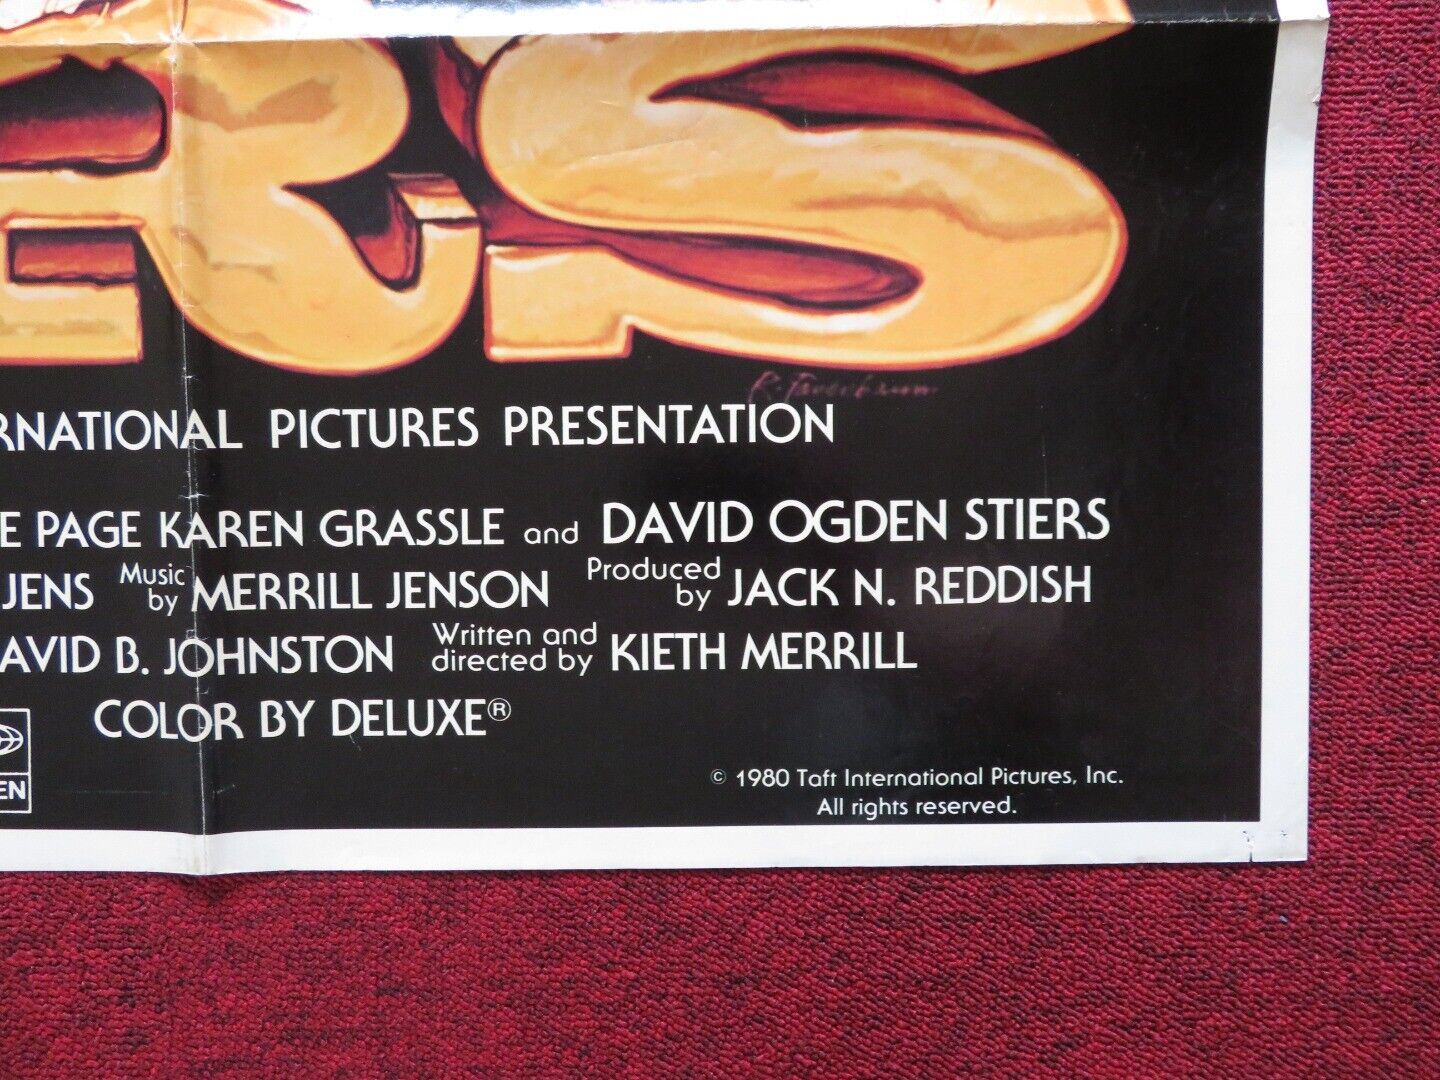 RS
RNATIONAL PICTURES PRESENTATION
E PAGE KAREN GRASSLE and DAVID OGDEN STIERS
JENS Music by MERRILL JENSON Produced by JACK N. REDDISH
AVID B. JOHNSTON Written and directed by KIETH MERRILL
COLOR BY DELUXE®
EN
© 1980 Taft International Pictures, Inc.
All rights reserved.